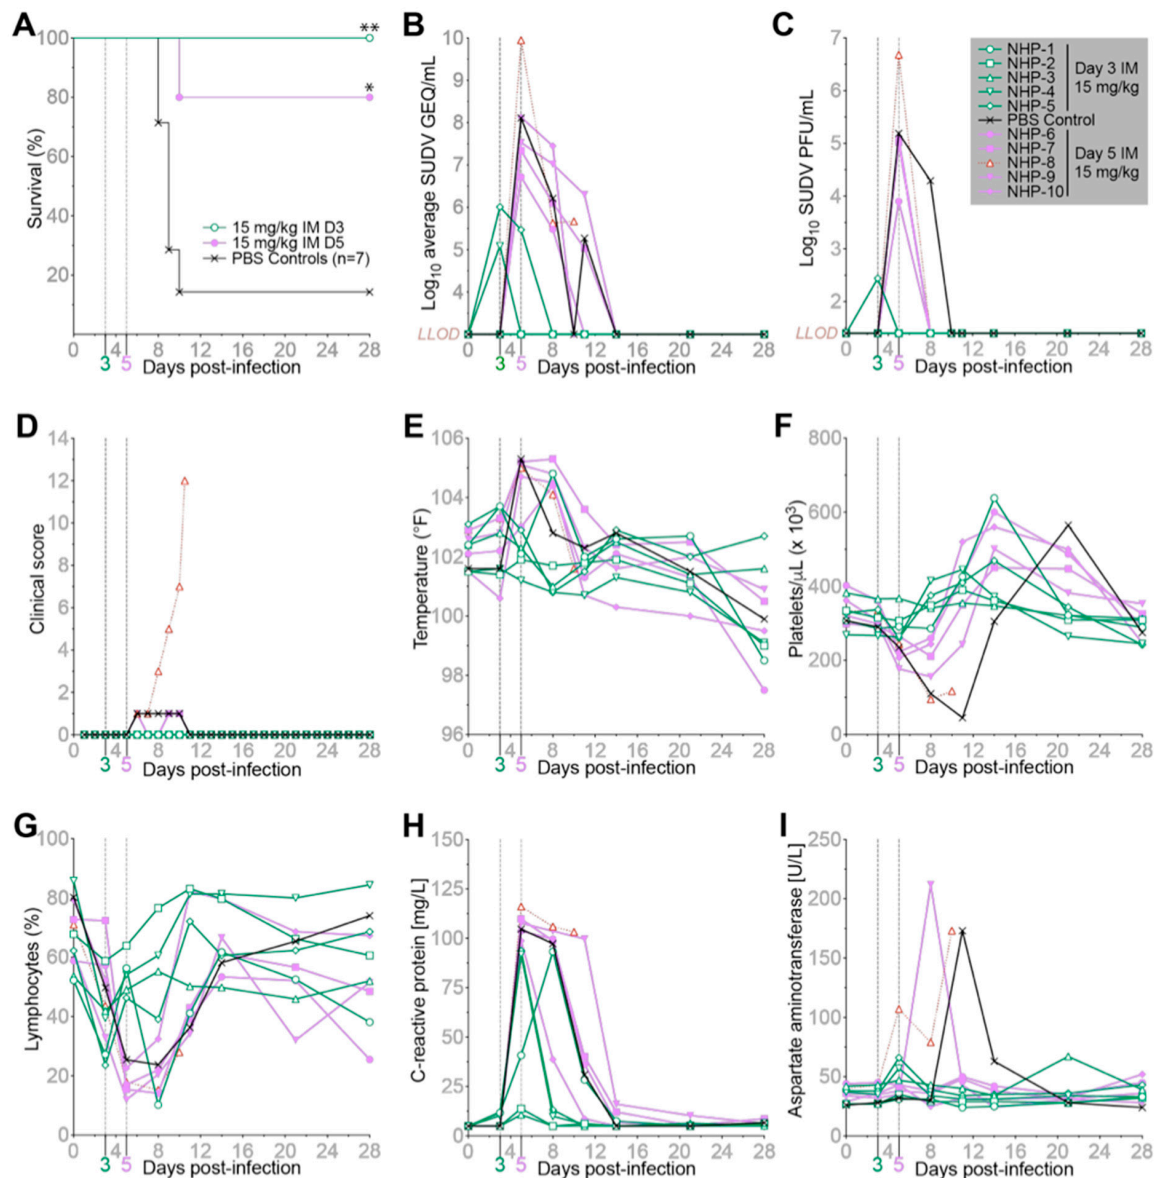 A
Survival (%)
100
80
60
40
20
**
*
15 mg/kg IM D3
15 mg/kg IM D5
PBS Controls (n=7)
0 4 8 12 16 20 24 28
3 5 Days post-infection
B
Log10 average SUDV GEQ/mL
10
9
10
8
7
6
5
4
LLOD
0 4 8 12 16 20 24 28
3 5 Days post-infection
C
Log10 SUDV PFU/mL
7
6
5
4
3
2
LLOD
0 4 8 12 16 20 24 28
3 5 Days post-infection
NHP-1
NHP-2
NHP-3
NHP-4
NHP-5
Day 3 IM
15 mg/kg
PBS Control
NHP-6
NHP-7
NHP-8
NHP-9
NHP-10
Day 5 IM
15 mg/kg
D
Clinical score
14
12
10
8
6
4
2
0
0 4 8 12 16 20 24 28
3 5 Days post-infection
E
Temperature (°F)
106
104
102
100
98
96
0 4 8 12 16 20 24 28
3 5 Days post-infection
F
Platelets/µL (x 103)
800
600
400
200
0
0 4 8 12 16 20 24 28
3 5 Days post-infection
G
Lymphocytes (%)
100
80
60
40
20
0
0 4 8 12 16 20 24 28
3 5 Days post-infection
H
C-reactive protein [mg/L]
150
125
100
75
50
25
0
0 4 8 12 16 20 24 28
3 5 Days post-infection
I
Aspartate aminotransferase [U/L]
250
200
150
100
50
0
0 4 8 12 16 20 24 28
3 5 Days post-infection